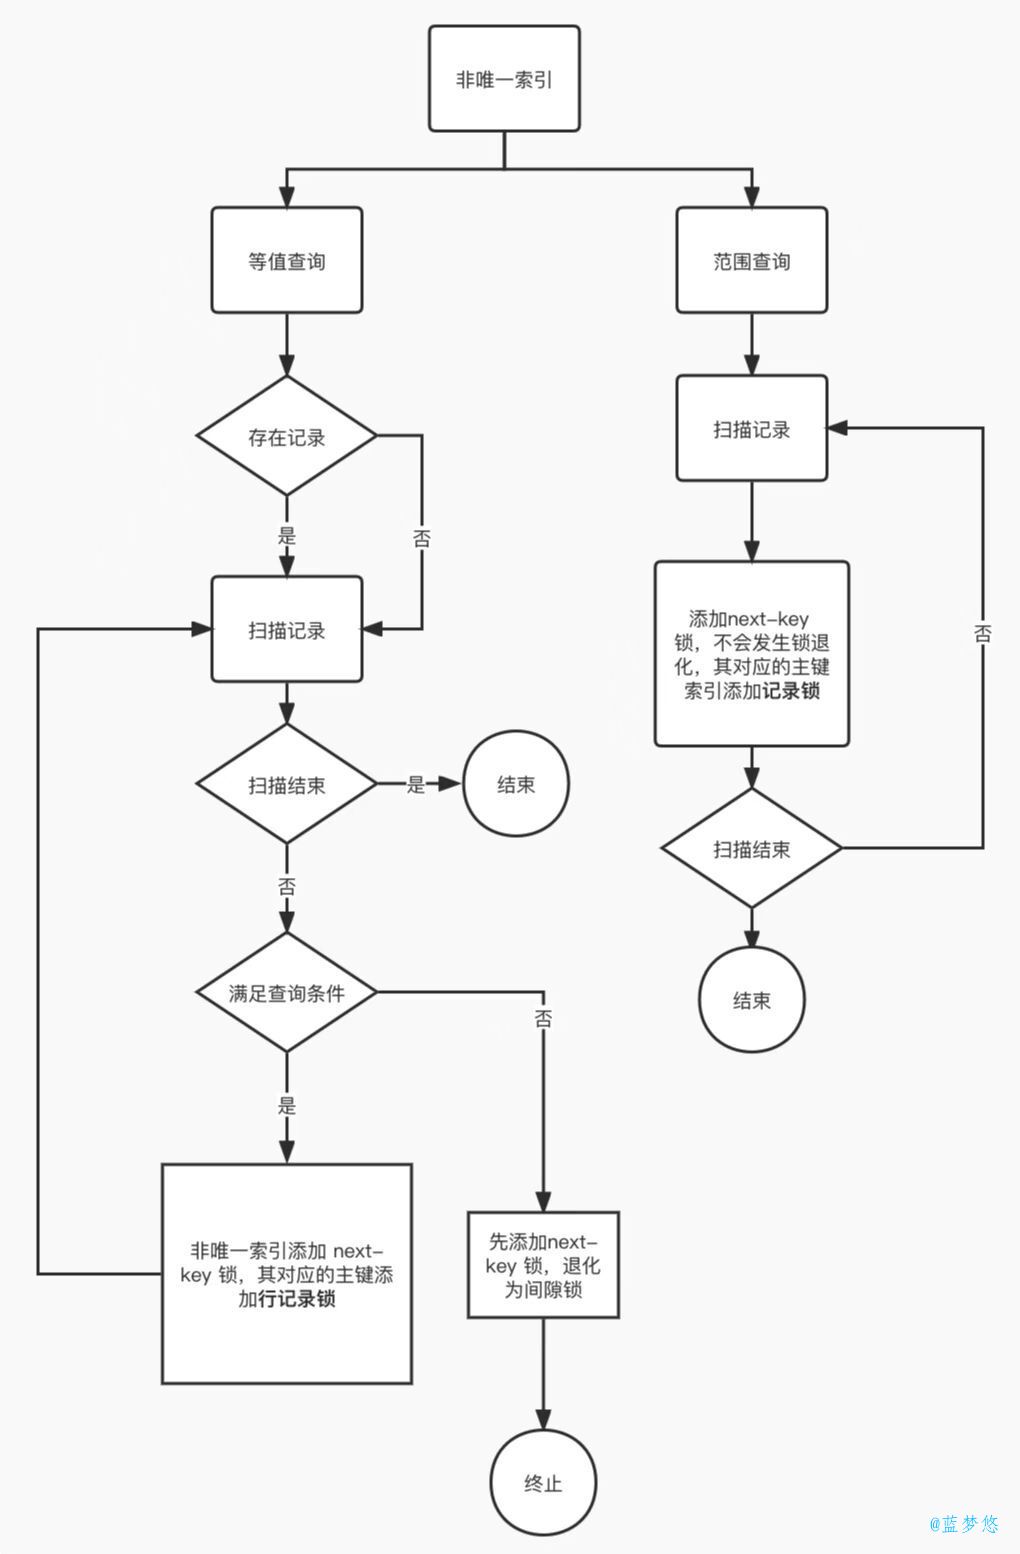 非唯一索引
等值查询
范围查询
存在记录
扫描记录
是
否
扫描记录
添加next-key
锁，不会发生锁退
化，其对应的主键
索引添加记录锁
否
扫描结束
是
结束
扫描结束
否
满足查询条件
结束
否
是
非唯一索引添加 next-
key 锁，其对应的主键添
加行记录锁
先添加next-
key 锁，退化
为间隙锁
终止
@蓝梦悠